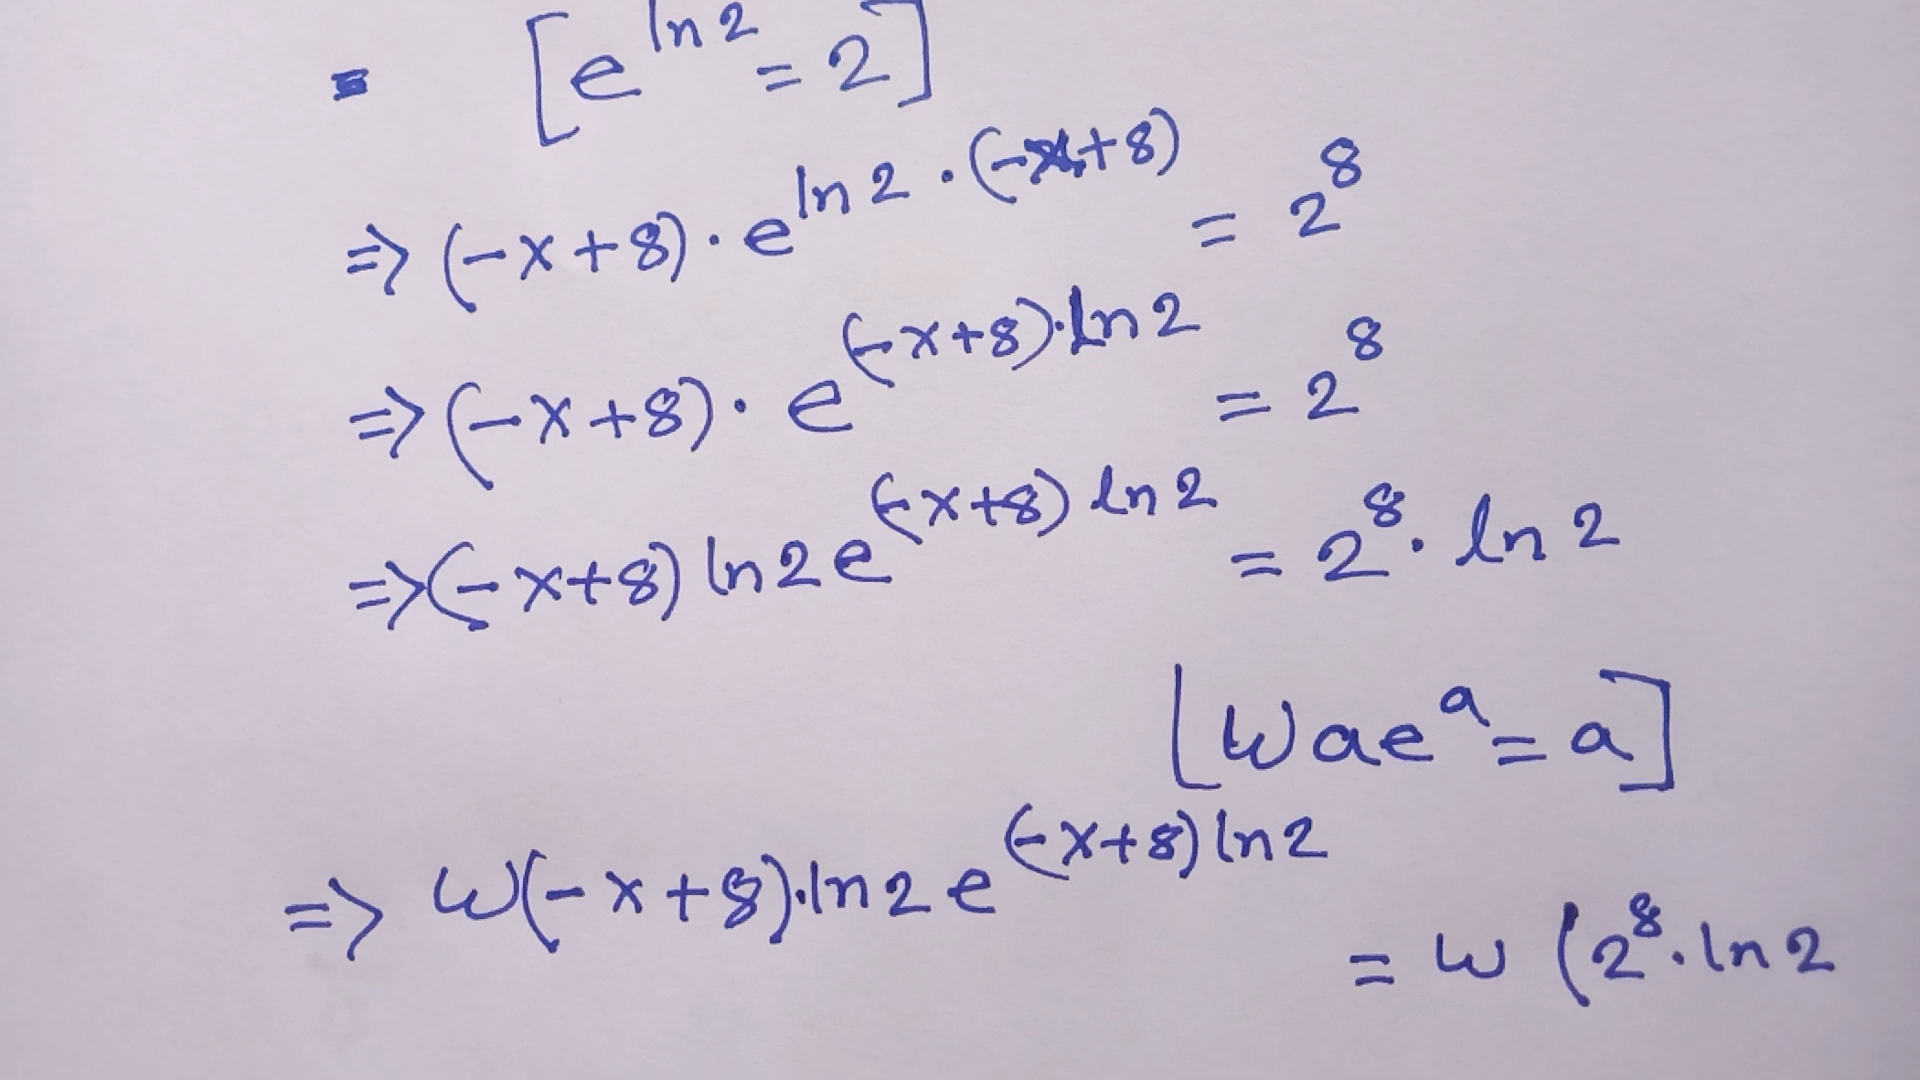 [e^{ln 2} = 2]
=> (-x+8) · e^{ln 2 · (-x+8)} = 2^8
=> (-x+8) · e^{(-x+8)·ln 2} = 2^8
=> (-x+8) ln 2 e^{(-x+8) ln 2} = 2^8 · ln 2
[W a e^a = a]
=> W(-x+8)·ln 2 e^{(-x+8) ln 2}
= W (2^8 · ln 2